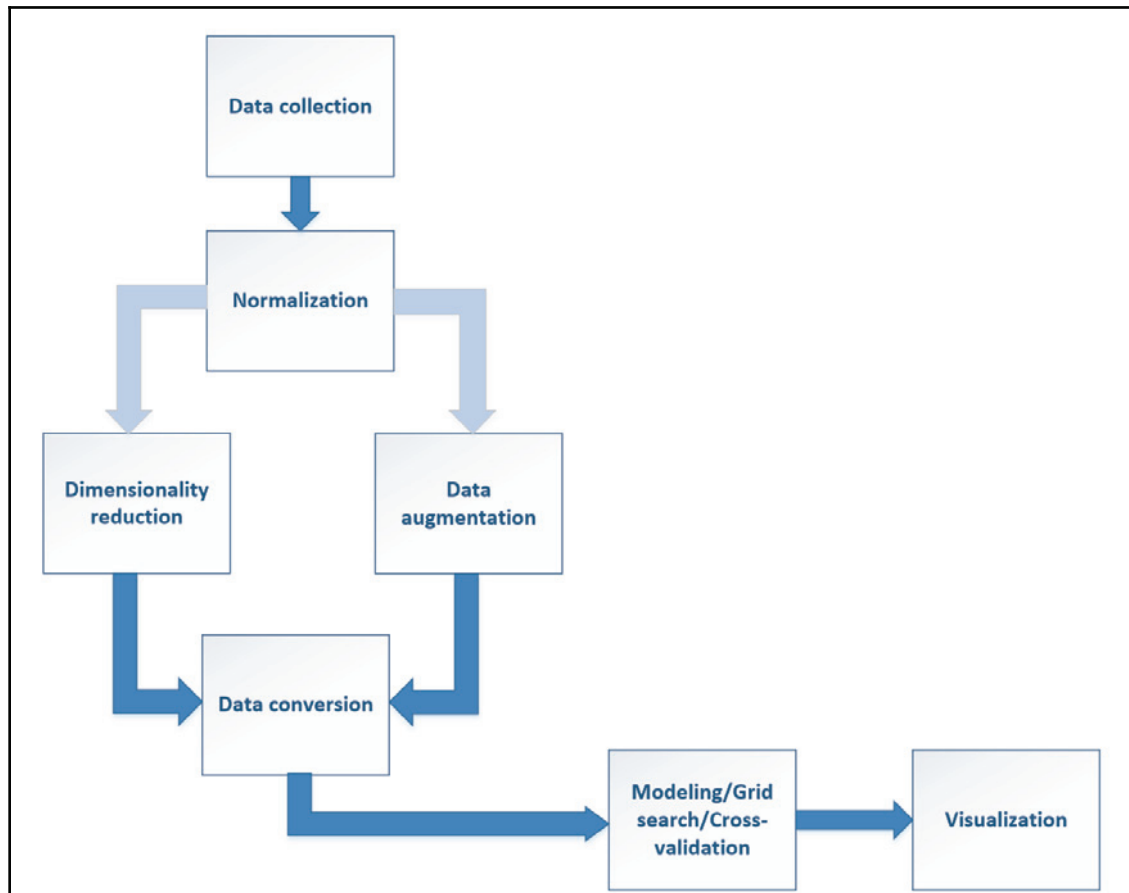 Data collection
Normalization
Dimensionality
reduction
Data
augmentation
Data conversion
Modeling/Grid
search/Cross-
validation
Visualization